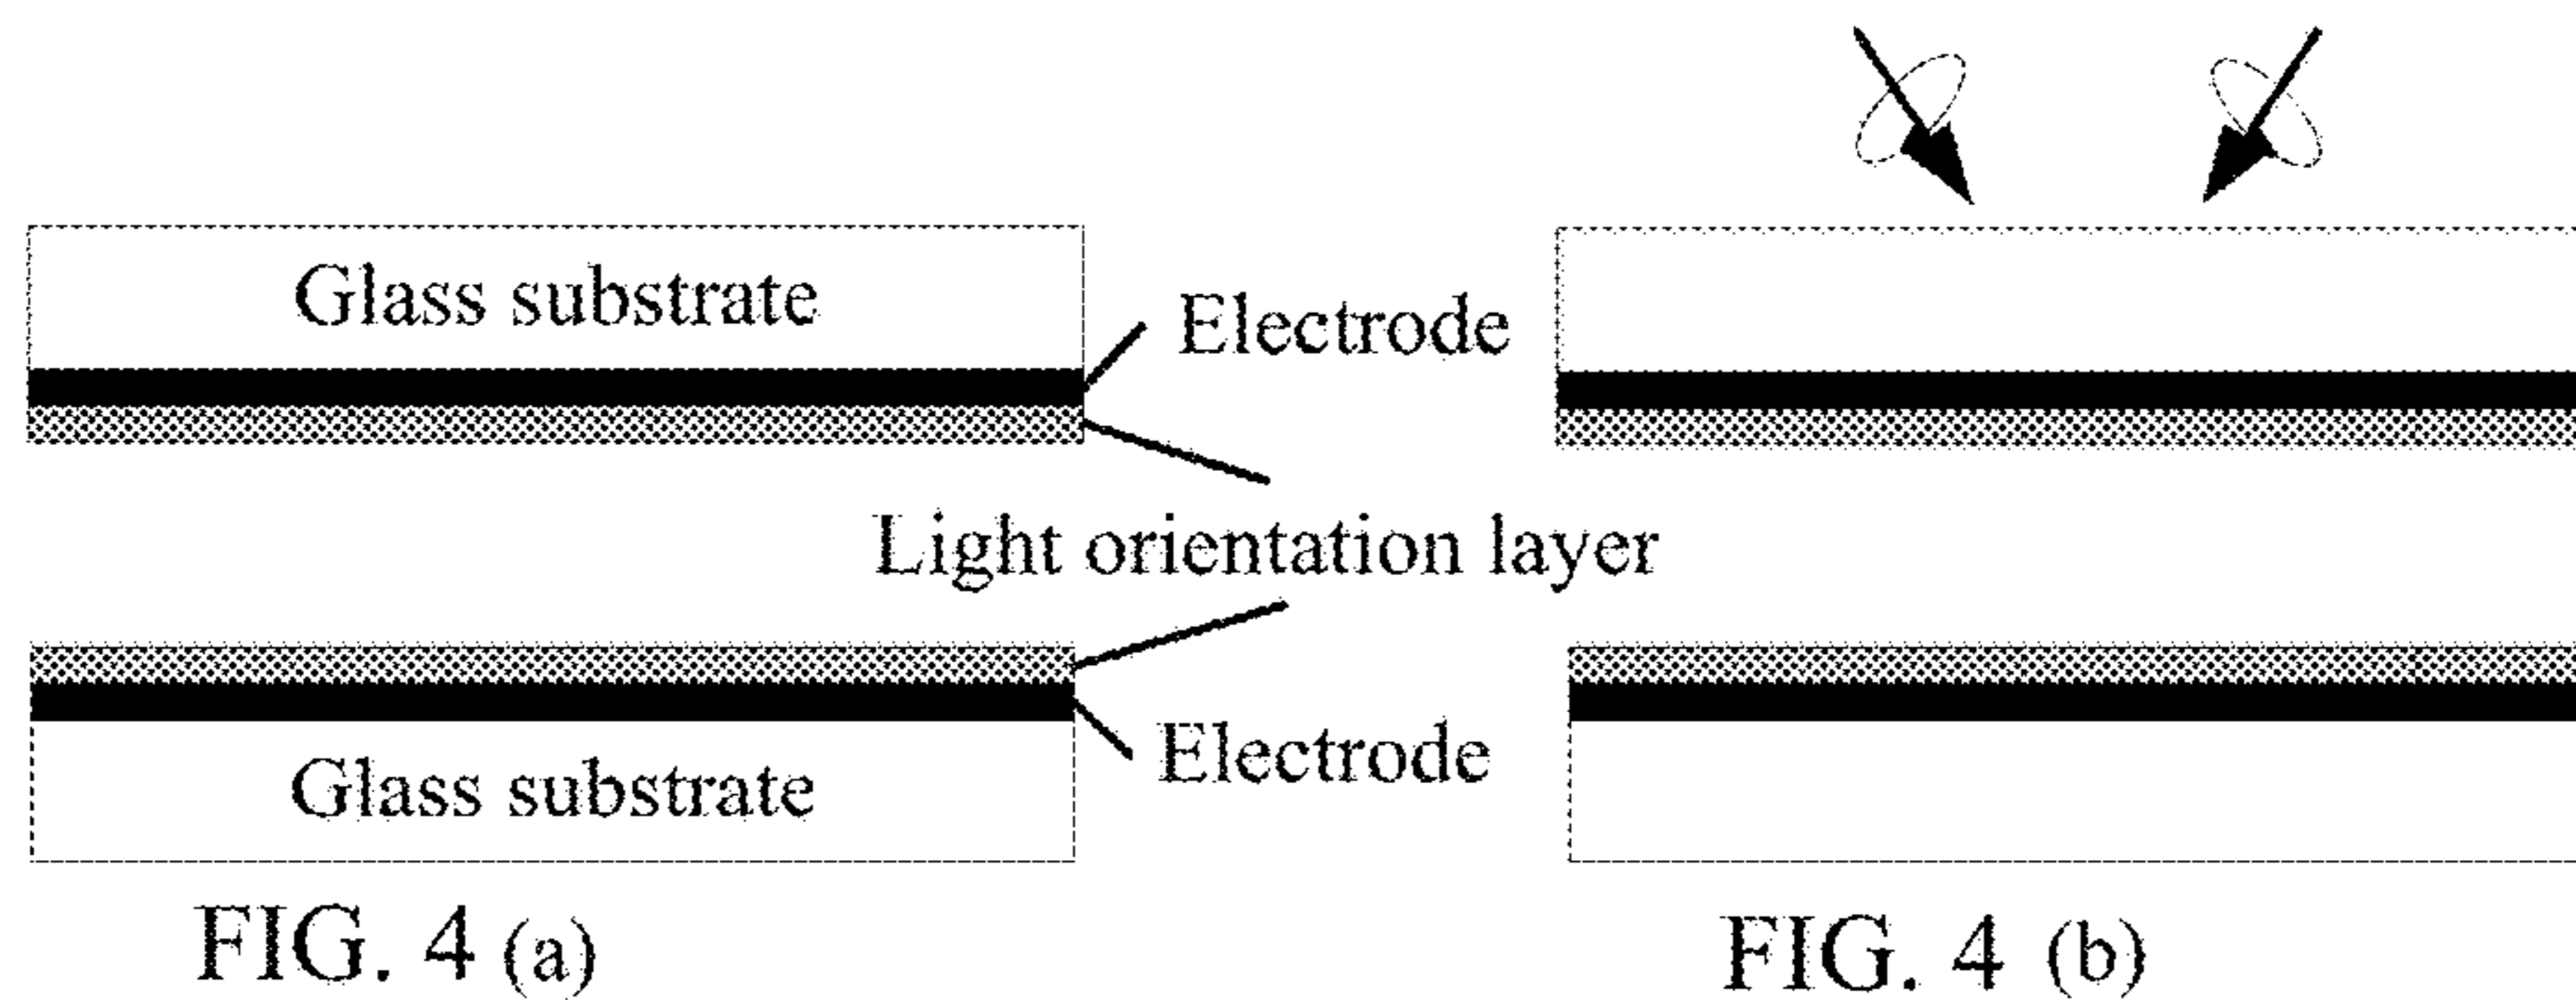 Glass substrate
Electrode
Light orientation layer
Electrode
Glass substrate
FIG. 4 (a)
FIG. 4 (b)